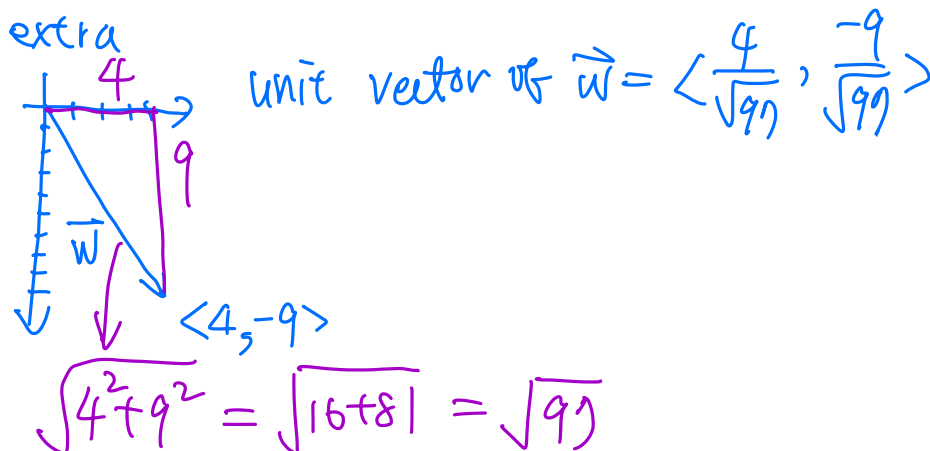 extra
4
unit vector of w⃗ = <4/√97, -9/√97>
9
w⃗
<4, -9>
√4²+9² = √16+81 = √97